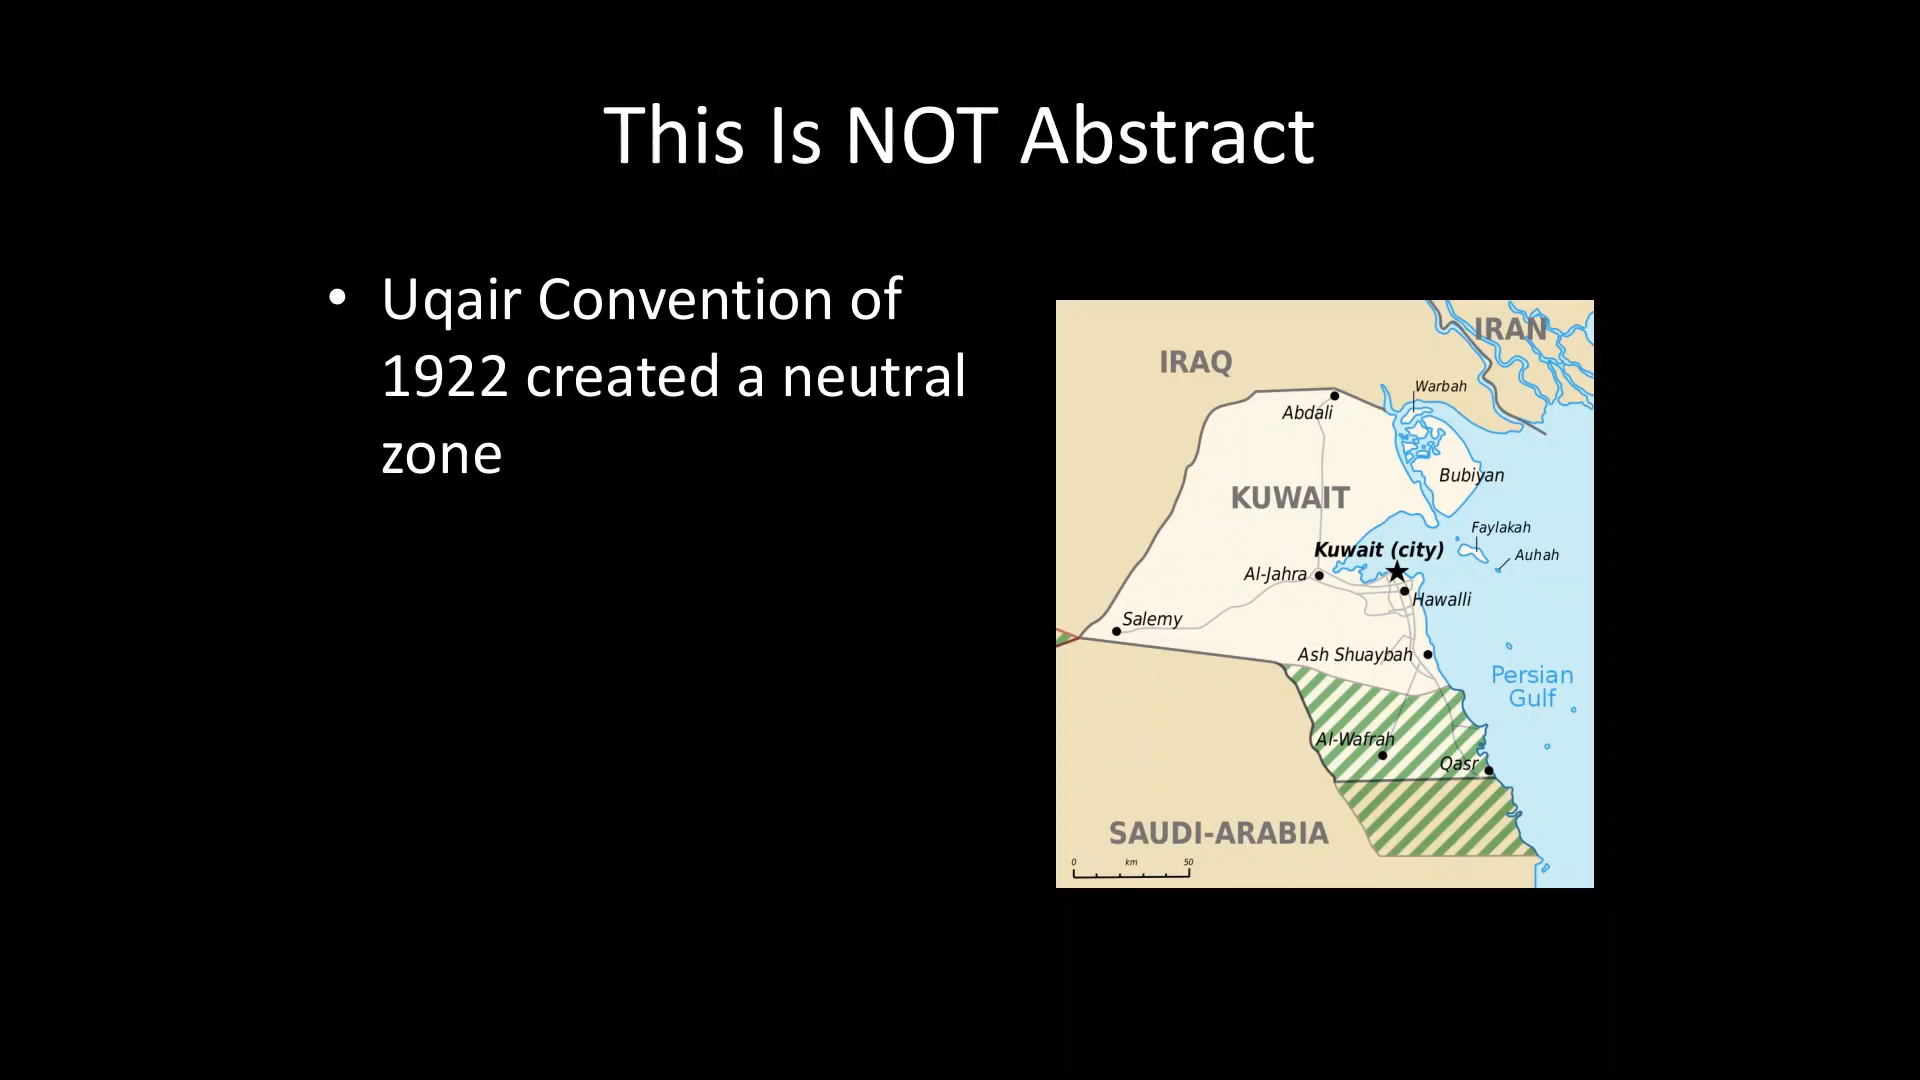 This Is NOT Abstract
• Uqair Convention of
1922 created a neutral
zone
IRAN
IRAQ
Warbah
Abdali
Bubiyan
KUWAIT
Faylakah
Kuwait (city)
Auhah
Al-Jahra
Hawalli
Salemy
Ash Shuaybah
Persian
Gulf
Al-Wafrah
Qasr
SAUDI-ARABIA
0 km 50